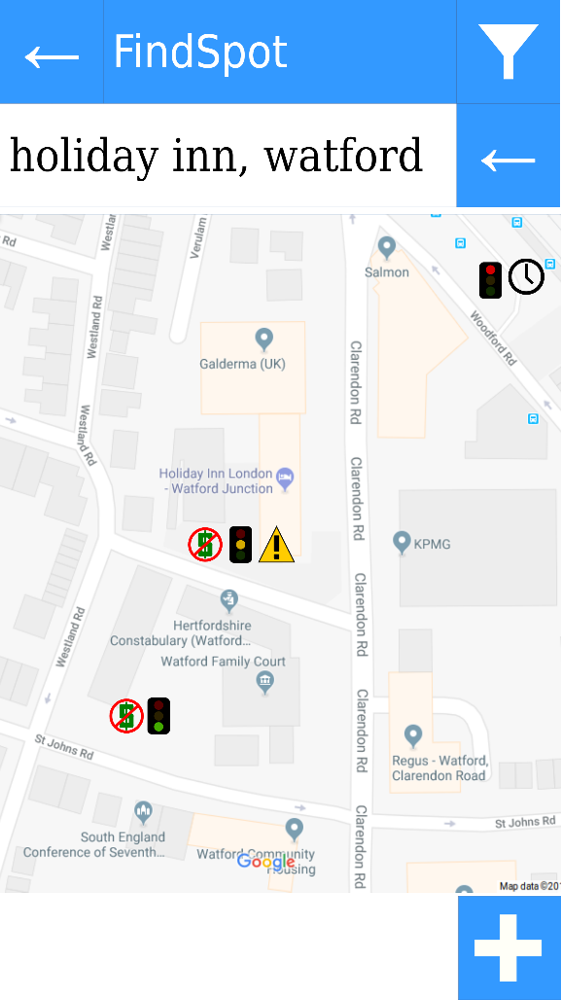 FindSpot
holiday inn, watford
Rd
Westla
Verulam
Salmon
Westland Rd
Woodford Rd
Galderma (UK)
Clarendon Rd
Westland Rd
Holiday Inn London
- Watford Junction
Clarendon Rd
KPMG
Hertfordshire
Constabulary (Watford...
Clarendon Rd
Westland Rd
Watford Family Court
Clarendon Rd
St Johns Rd
Regus - Watford,
Clarendon Road
South England
Conference of Seventh...
Watford Community
Housing
Google
Clarendon Rd
St Johns Rd
Map data ©201